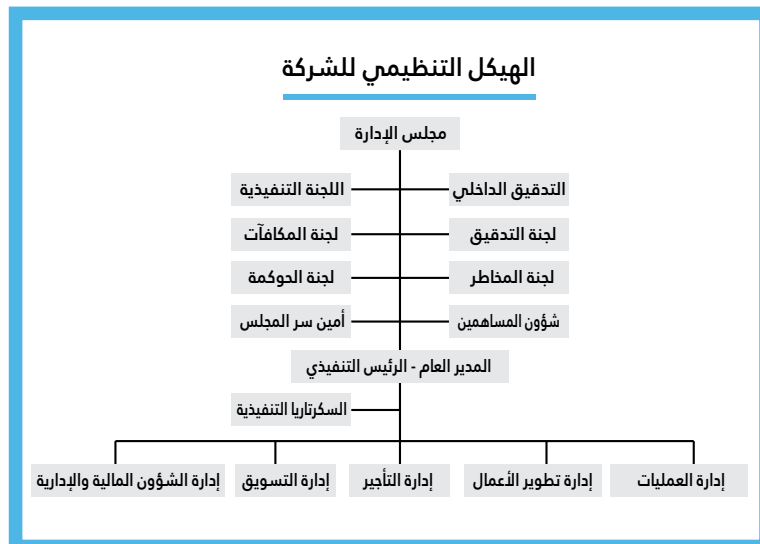 الهيكل التنظيمي للشركة
مجلس الإدارة
التدقيق الداخلي
اللجنة التنفيذية
لجنة التدقيق
لجنة المكافآت
لجنة المخاطر
لجنة الحوكمة
شؤون المساهمين
أمين سر المجلس
المدير العام - الرئيس التنفيذي
السكرتاريا التنفيذية
إدارة العمليات
إدارة تطوير الأعمال
إدارة التأجير
إدارة التسويق
إدارة الشؤون المالية والإدارية